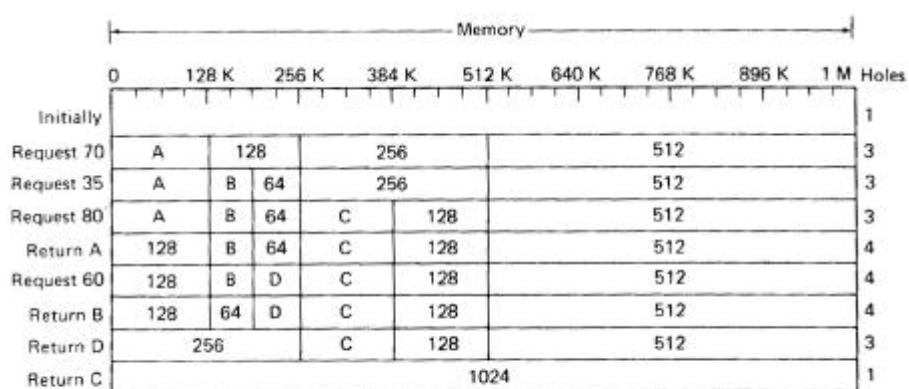 Memory
0 128 K 256 K 384 K 512 K 640 K 768 K 896 K 1 M Holes
Initially 1
Request 70 A 128 256 512 3
Request 35 A B 64 256 512 3
Request 80 A B 64 C 128 512 3
Return A 128 B 64 C 128 512 4
Request 60 128 B D C 128 512 4
Return B 128 64 D C 128 512 4
Return D 256 C 128 512 3
Return C 1024 1